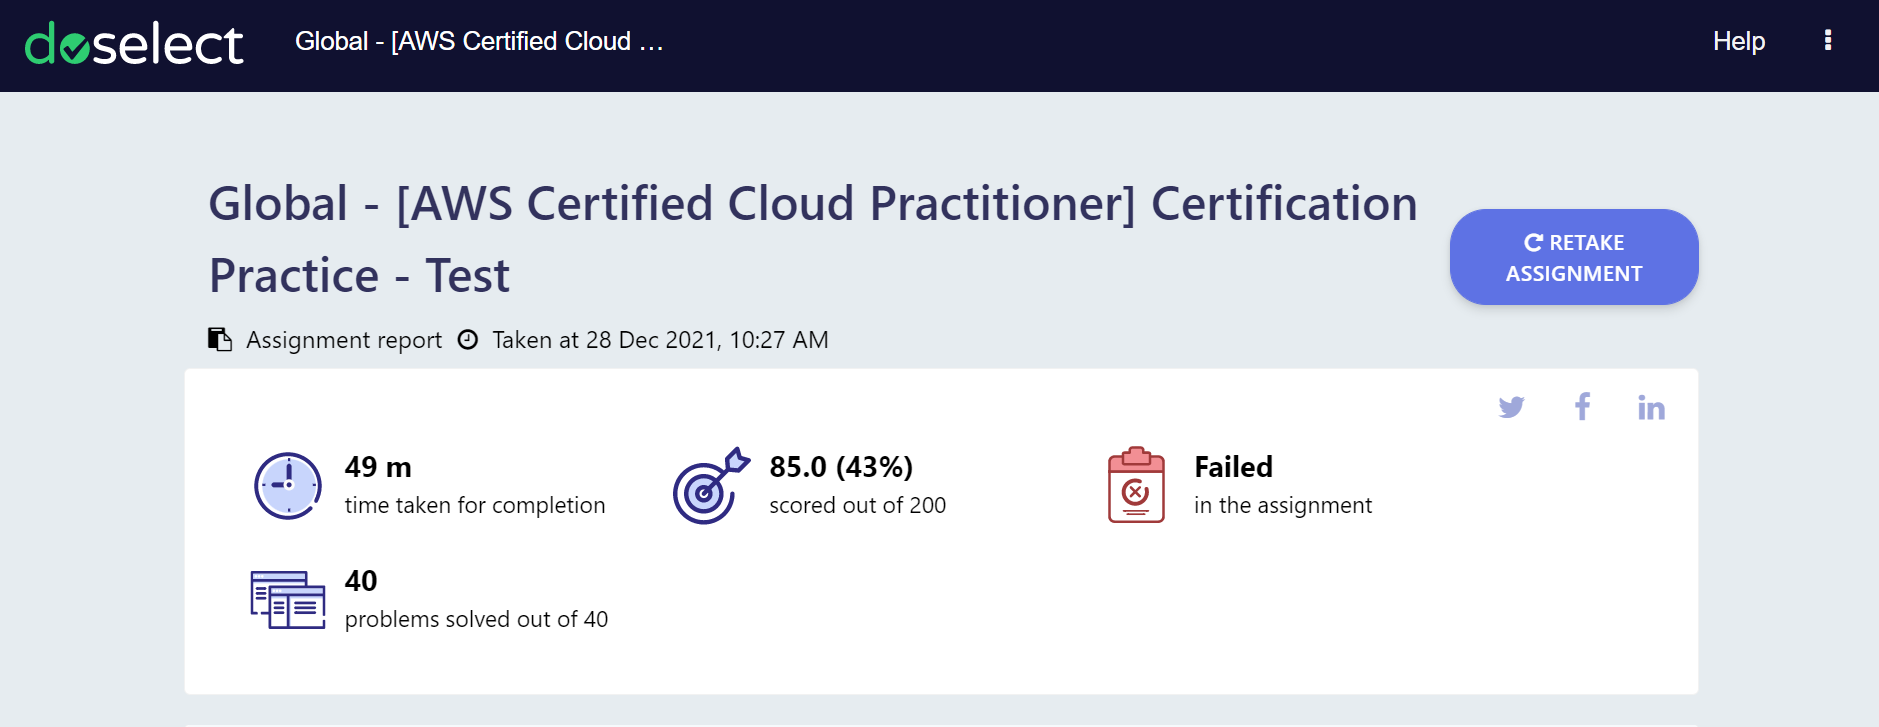 doselect
Global - [AWS Certified Cloud ...
Help
Global - [AWS Certified Cloud Practitioner] Certification
Practice - Test
RETAKE
ASSIGNMENT
Assignment report Taken at 28 Dec 2021, 10:27 AM
49 m
time taken for completion
85.0 (43%)
scored out of 200
Failed
in the assignment
40
problems solved out of 40